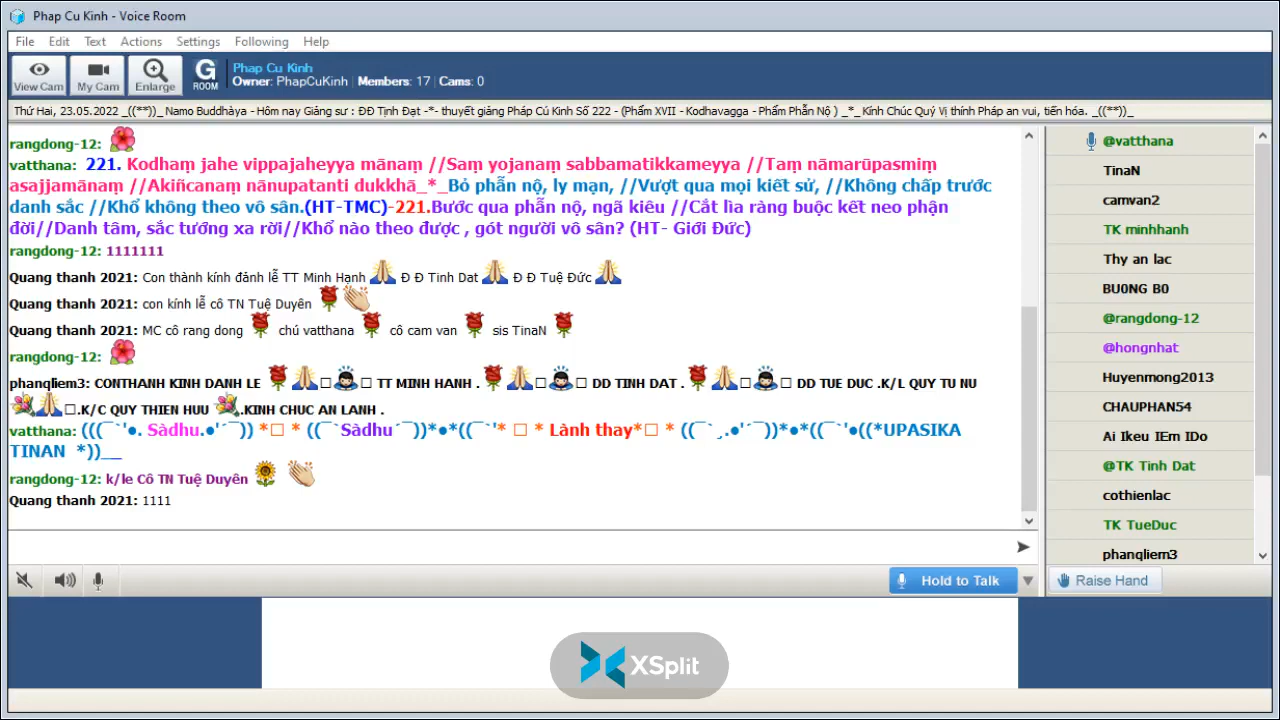 Phap Cu Kinh - Voice Room
File Edit Text Actions Settings Following Help
View Cam My Cam Enlarge G ROOM
Phap Cu Kinh
Owner: PhapCuKinh | Members: 17 | Cams: 0
Thứ Hai, 23.05.2022 _((**))_ Namo Buddhàya - Hôm nay Giảng sư : ĐĐ Tịnh Đạt -*- thuyết giảng Pháp Cú Kinh Số 222 - (Phẩm XVII - Kodhavagga - Phẩm Phẫn Nộ ) _*_ Kính Chúc Quý Vị thính Pháp an vui, tiến hóa. _((**))_
rangdong-12:
vatthana: 221. Kodhaṃ jahe vippajaheyya mānaṃ //Saṃ yojanaṃ sabbamatikkameyya //Taṃ nāmarūpasmiṃ
asajjamānaṃ //Akiñcanaṃ nānupatanti dukkhā_*_Bỏ phẫn nộ, ly mạn, //Vượt qua mọi kiết sử, //Không chấp trước
danh sắc //Khổ không theo vô sân.(HT-TMC)-221.Bước qua phẫn nộ, ngã kiêu //Cắt lìa ràng buộc kết neo phận
đời//Danh tâm, sắc tướng xa rời//Khổ nào theo được , gót người vô sân? (HT- Giới Đức)
rangdong-12: 1111111
Quang thanh 2021: Con thành kính đảnh lễ TT Minh Hạnh Đ Đ Tinh Dat Đ Đ Tuệ Đức
Quang thanh 2021: con kính lễ cô TN Tuệ Duyên
Quang thanh 2021: MC cô rang dong chú vatthana cô cam van sis TinaN
rangdong-12:
phanqliem3: CONTHANH KINH DANH LE □ □ TT MINH HANH . □ □ DD TINH DAT . □ □ DD TUE DUC .K/L QUY TU NU
□.K/C QUY THIEN HUU .KINH CHUC AN LANH .
vatthana: (((¯`'●. Sàdhu.●'´¯)) *□ * ((¯`Sàdhu´¯))*●*((¯`'* □ * Lành thay*□ * ((¯`¸.●'´¯))*●*((¯`'●((*UPASIKA
TINAN *))__
rangdong-12: k/le Cô TN Tuệ Duyên
Quang thanh 2021: 1111
@vatthana
TinaN
camvan2
TK minhhanh
Thy an lac
BU0NG B0
@rangdong-12
@hongnhat
Huyenmong2013
CHAUPHAN54
Ai Ikeu IEm IDo
@TK Tinh Dat
cothienlac
TK TueDuc
phanqliem3
Hold to Talk
Raise Hand
XSplit